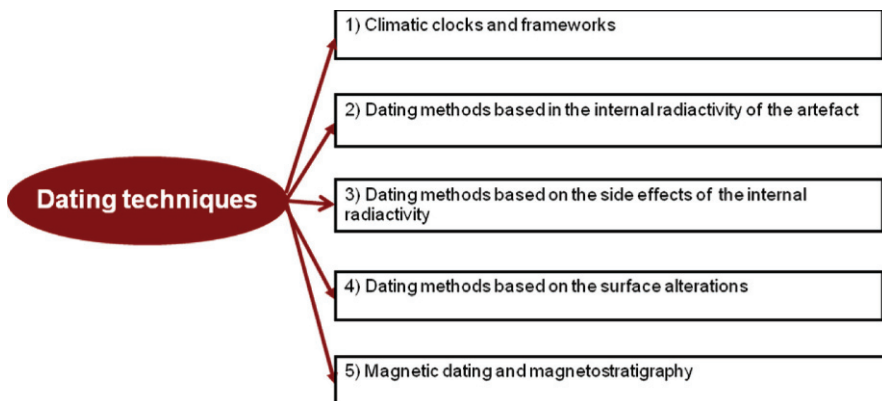 1) Climatic clocks and frameworks
2) Dating methods based in the internal radiactivity of the artefact
Dating techniques
3) Dating methods based on the side effects of the internal
radiactivity
4) Dating methods based on the surface alterations
5) Magnetic dating and magnetostigraphy